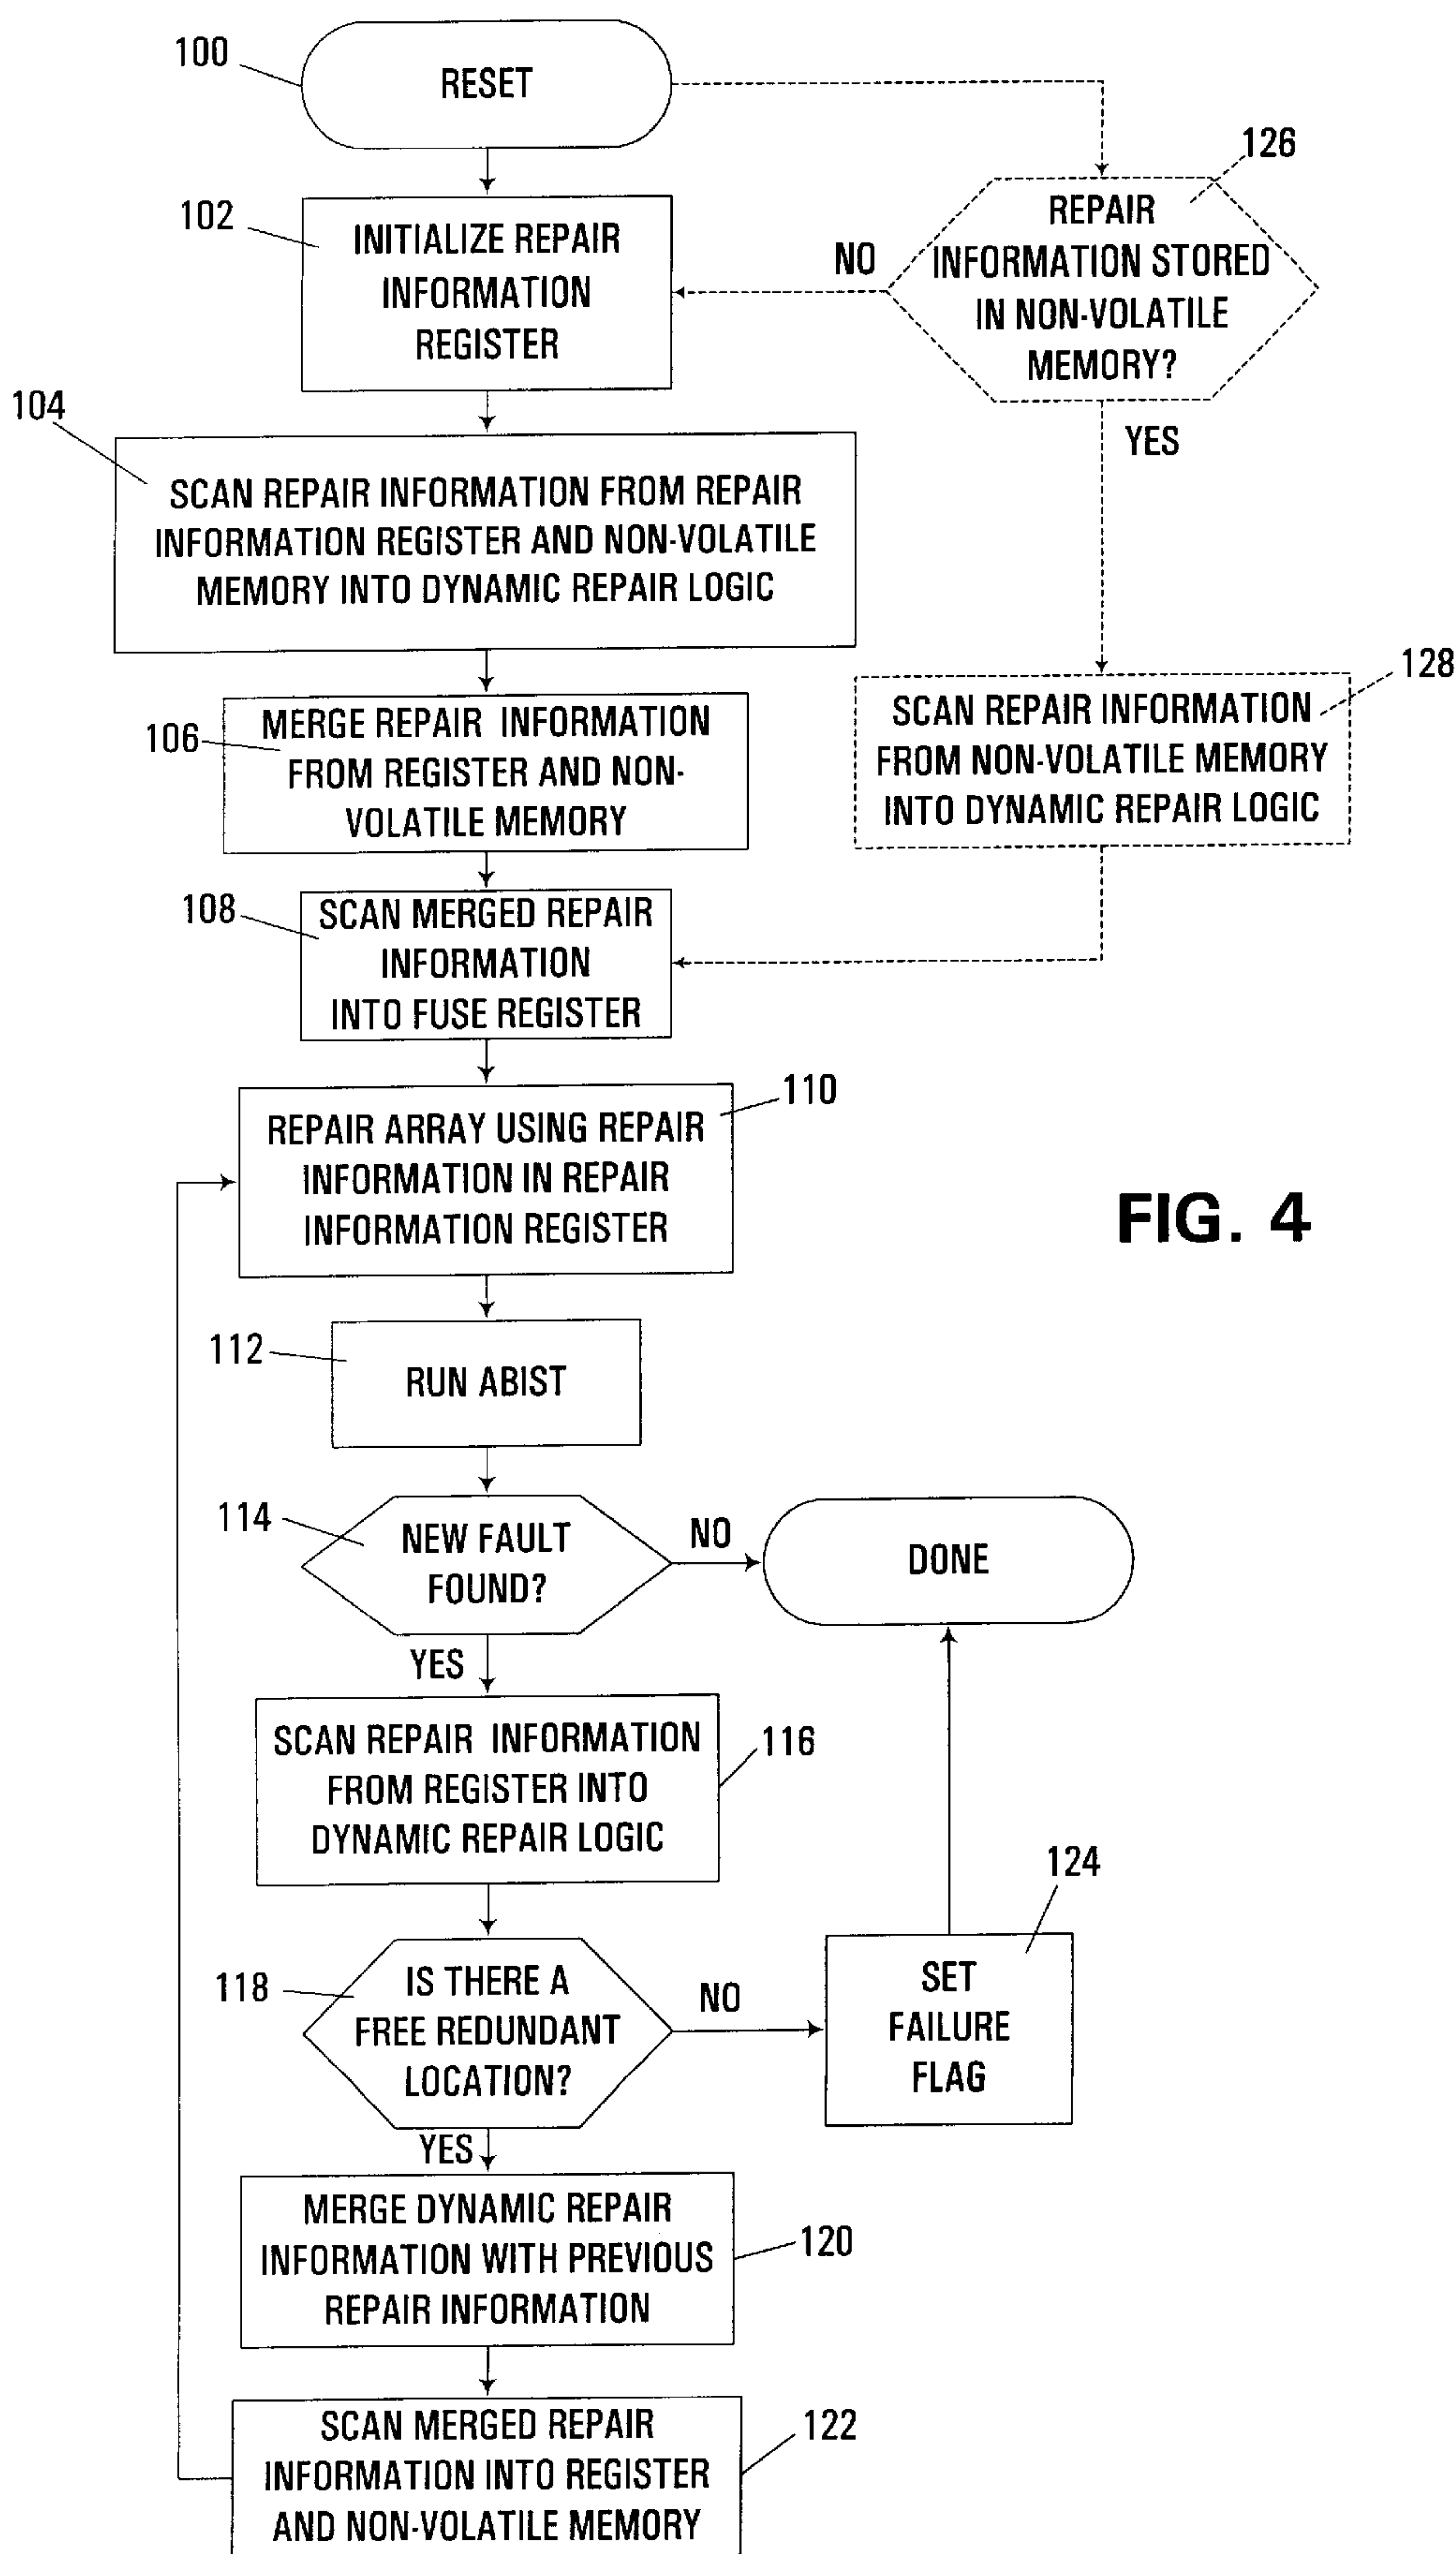 100
RESET
126
REPAIR
INFORMATION STORED
IN NON-VOLATILE
MEMORY?
NO
YES
102
INITIALIZE REPAIR
INFORMATION
REGISTER
104
SCAN REPAIR INFORMATION FROM REPAIR
INFORMATION REGISTER AND NON-VOLATILE
MEMORY INTO DYNAMIC REPAIR LOGIC
128
SCAN REPAIR INFORMATION
FROM NON-VOLATILE MEMORY
INTO DYNAMIC REPAIR LOGIC
106
MERGE REPAIR INFORMATION
FROM REGISTER AND NON-
VOLATILE MEMORY
108
SCAN MERGED REPAIR
INFORMATION
INTO FUSE REGISTER
110
REPAIR ARRAY USING REPAIR
INFORMATION IN REPAIR
INFORMATION REGISTER
FIG. 4
112
RUN ABIST
114
NEW FAULT
FOUND?
NO
DONE
YES
SCAN REPAIR INFORMATION
FROM REGISTER INTO
DYNAMIC REPAIR LOGIC
116
118
IS THERE A
FREE REDUNDANT
LOCATION?
NO
124
SET
FAILURE
FLAG
YES
MERGE DYNAMIC REPAIR
INFORMATION WITH PREVIOUS
REPAIR INFORMATION
120
SCAN MERGED REPAIR
INFORMATION INTO REGISTER
AND NON-VOLATILE MEMORY
122